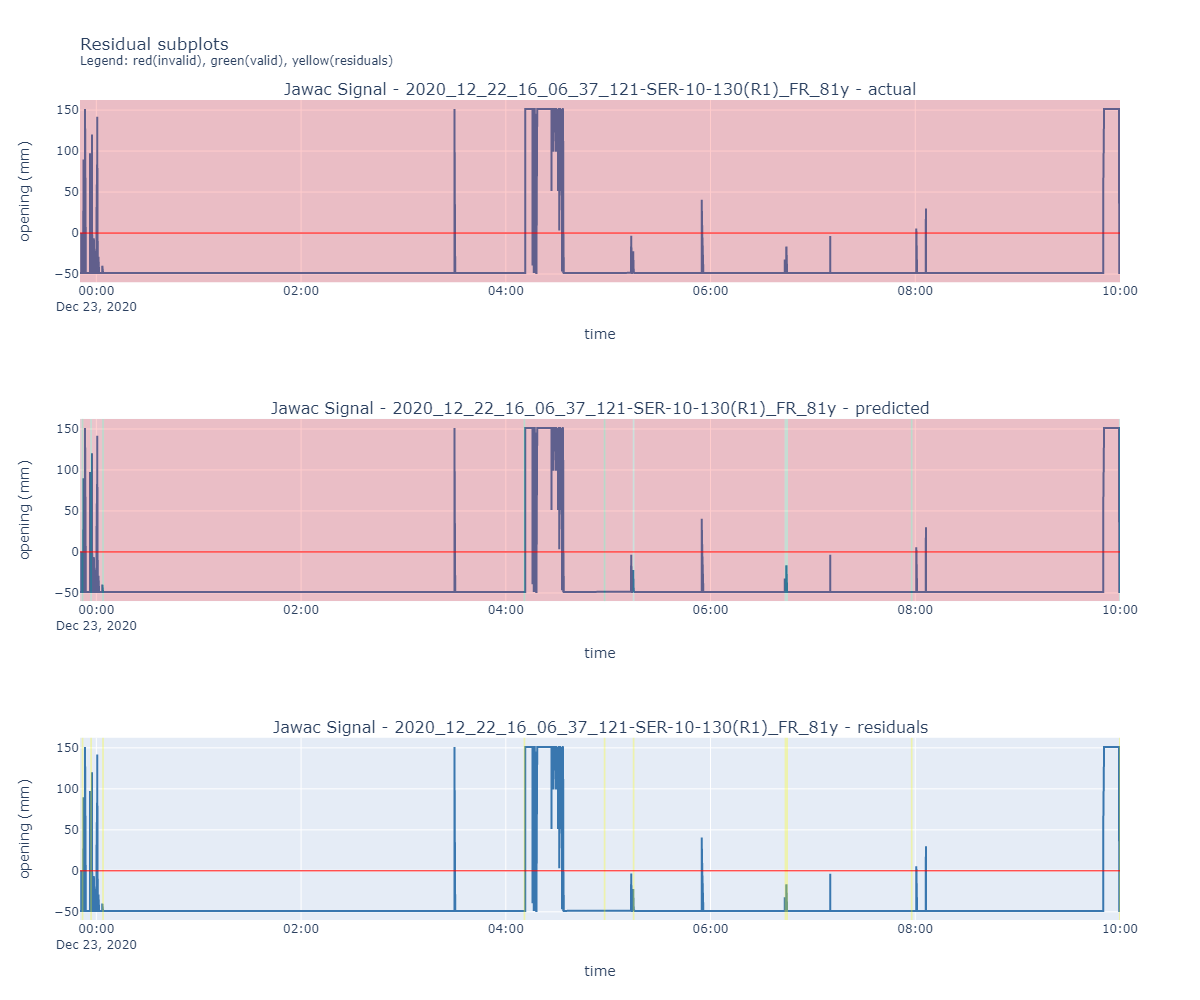 Residual subplots
Legend: red(invalid), green(valid), yellow(residuals)
Jawac Signal - 2020_12_22_16_06_37_121-SER-10-130(R1)_FR_81y - actual
150
100
50
0
−50
opening (mm)
00:00 02:00 04:00 06:00 08:00 10:00
Dec 23, 2020
time
Jawac Signal - 2020_12_22_16_06_37_121-SER-10-130(R1)_FR_81y - predicted
150
100
50
0
−50
opening (mm)
00:00 02:00 04:00 06:00 08:00 10:00
Dec 23, 2020
time
Jawac Signal - 2020_12_22_16_06_37_121-SER-10-130(R1)_FR_81y - residuals
150
100
50
0
−50
opening (mm)
00:00 02:00 04:00 06:00 08:00 10:00
Dec 23, 2020
time